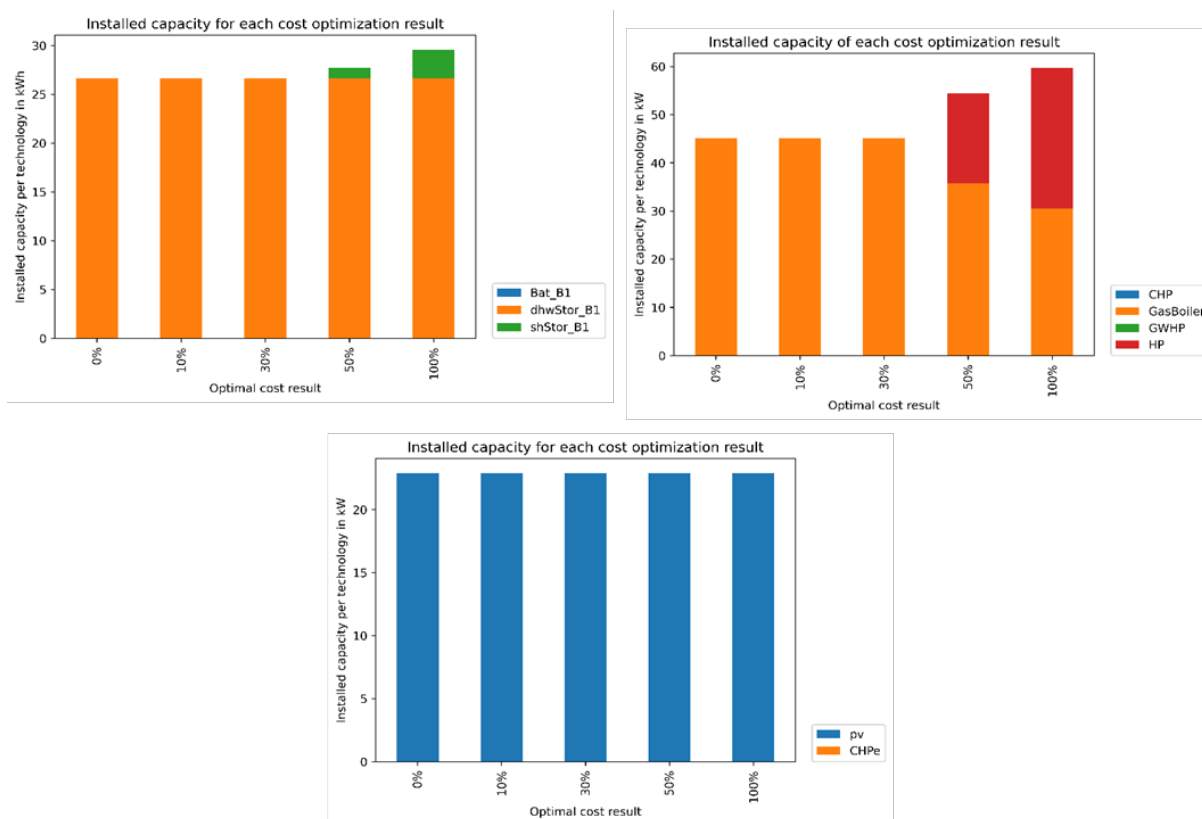 Installed capacity for each cost optimization result
Installed capacity per technology in kWh
30
25
20
15
10
5
0
0%
10%
30%
50%
100%
Optimal cost result
Bat_B1
dhwStor_B1
shStor_B1
Installed capacity of each cost optimization result
Installed capacity per technology in kW
60
50
40
30
20
10
0
0%
10%
30%
50%
100%
Optimal cost result
CHP
GasBoiler
GWHP
HP
Installed capacity for each cost optimization result
Installed capacity per technology in kW
20
15
10
5
0
0%
10%
30%
50%
100%
Optimal cost result
pv
CHPe